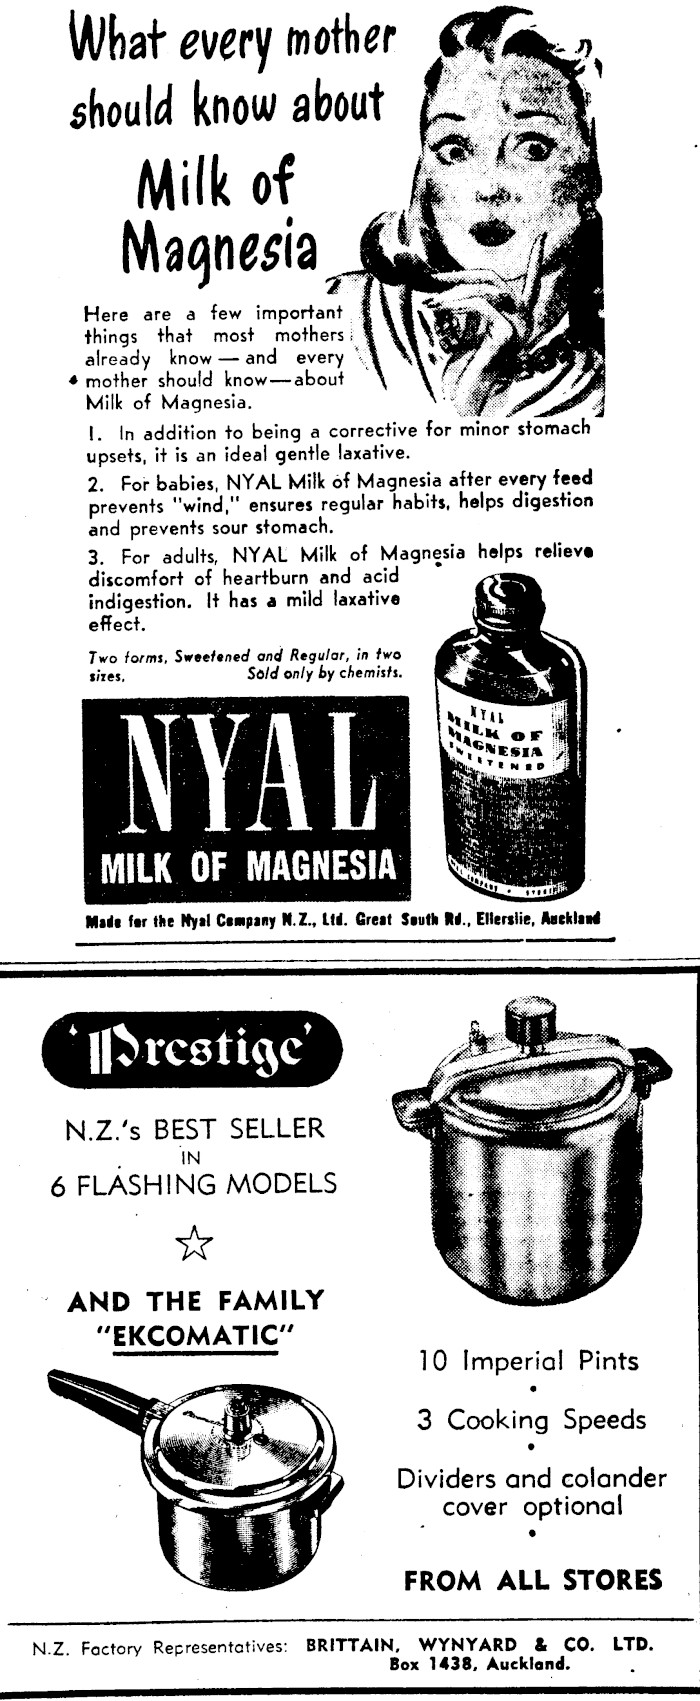 What every mother
should know about
Milk of
Magnesia
Here are a few important
things that most mothers
already know — and every
mother should know—about
Milk of Magnesia.
1. In addition to being a corrective for minor stomach
upsets, it is an ideal gentle laxative.
2. For babies, NYAL Milk of Magnesia after every feed
prevents "wind," ensures regular habits, helps digestion
and prevents sour stomach.
3. For adults, NYAL Milk of Magnesia helps relieve
discomfort of heartburn and acid
indigestion. It has a mild laxative
effect.
Two forms, Sweetened and Regular, in two
sizes. Sold only by chemists.
NYAL
MILK OF MAGNESIA
NYAL
MILK OF
MAGNESIA
SWEETENED
Made for the Nyal Company N.Z., Ltd. Great South Rd., Ellerslie, Auckland
'Prestige'
N.Z.'s BEST SELLER
IN
6 FLASHING MODELS
AND THE FAMILY
"EKCOMATIC"
10 Imperial Pints
3 Cooking Speeds
Dividers and colander
cover optional
FROM ALL STORES
N.Z. Factory Representatives: BRITTAIN, WYNYARD & CO. LTD.
Box 1438, Auckland.